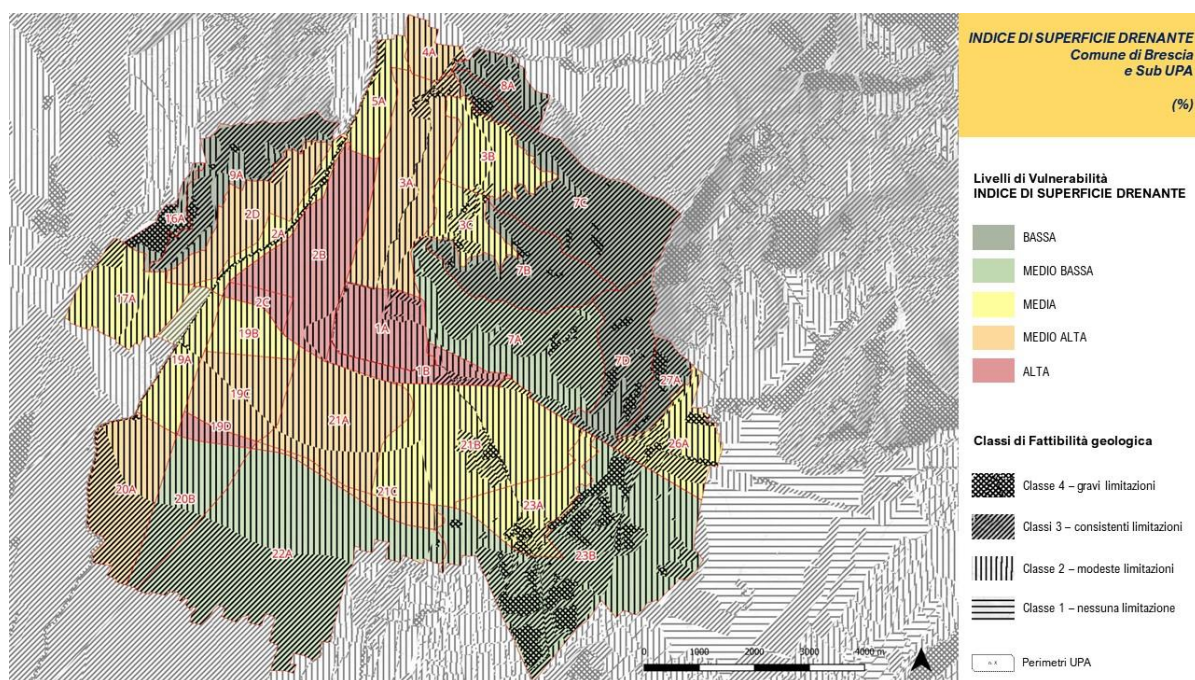 INDICE DI SUPERFICIE DRENANTE
Comune di Brescia
e Sub UPA
(%)
Livelli di Vulnerabilità
INDICE DI SUPERFICIE DRENANTE
BASSA
MEDIO BASSA
MEDIA
MEDIO ALTA
ALTA
Classi di Fattibilità geologica
Classe 4 – gravi limitazioni
Classi 3 – consistenti limitazioni
Classe 2 – modeste limitazioni
Classe 1 – nessuna limitazione
Perimetri UPA
4A
8A
5A
3B
9A
3A
7C
16A
2D
3C
2A
2B
7B
17A
2C
1A
19B
7A
19A
1B
7D
27A
19C
21A
19D
21B
26A
20A
20B
21C
23A
22A
23B
0
1000
2000
3000
4000 m